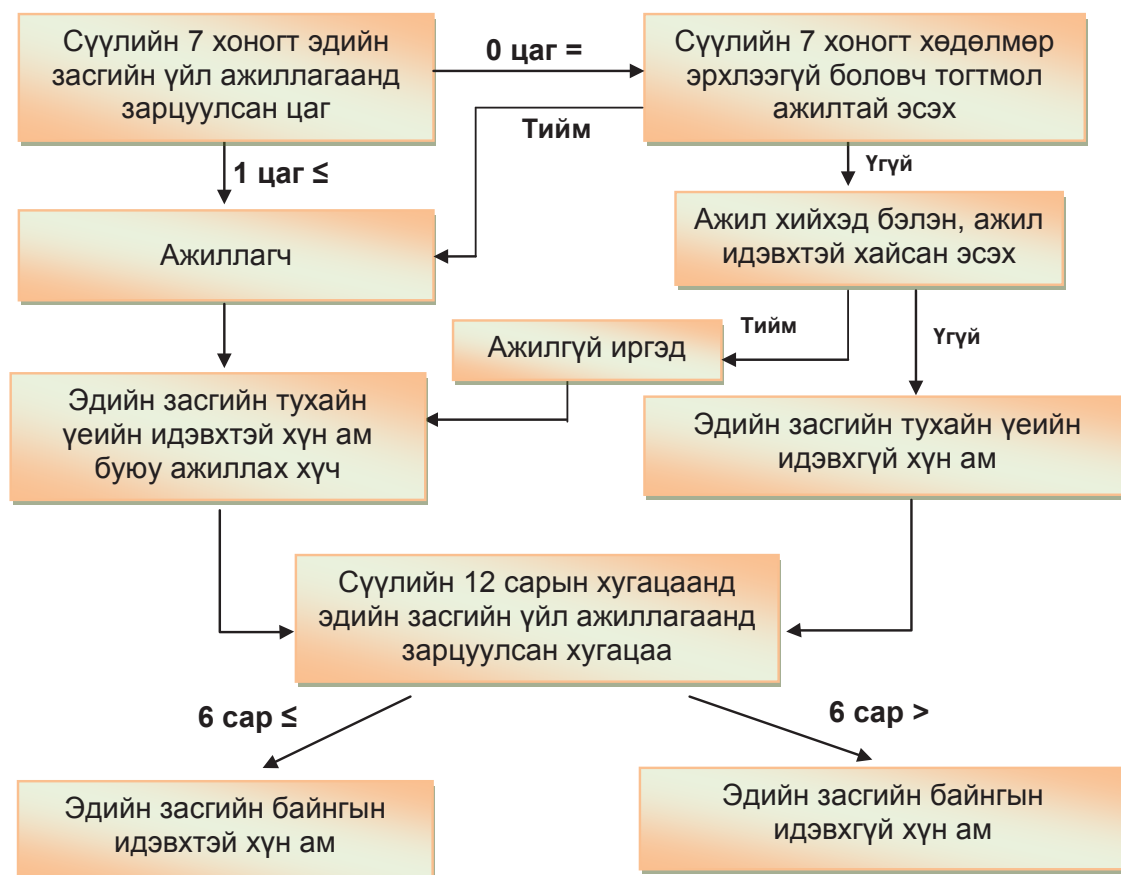 Сүүлийн 7 хоногт эдийн
засгийн үйл ажиллагаанд
зарцуулсан цаг
0 цаг =
Сүүлийн 7 хоногт хөдөлмөр
эрхлээгүй боловч тогтмол
ажилтай эсэх
Тийм
1 цаг ≤
Үгүй
Ажиллагч
Ажил хийхэд бэлэн, ажил
идэвхтэй хайсан эсэх
Ажилгүй иргэд
Тийм
Үгүй
Эдийн засгийн тухайн
үеийн идэвхтэй хүн ам
буюу ажиллах хүч
Эдийн засгийн тухайн үеийн
идэвхгүй хүн ам
Сүүлийн 12 сарын хугацаанд
эдийн засгийн үйл ажиллагаанд
зарцуулсан хугацаа
6 сар ≤
6 сар >
Эдийн засгийн байнгын
идэвхтэй хүн ам
Эдийн засгийн байнгын
идэвхгүй хүн ам